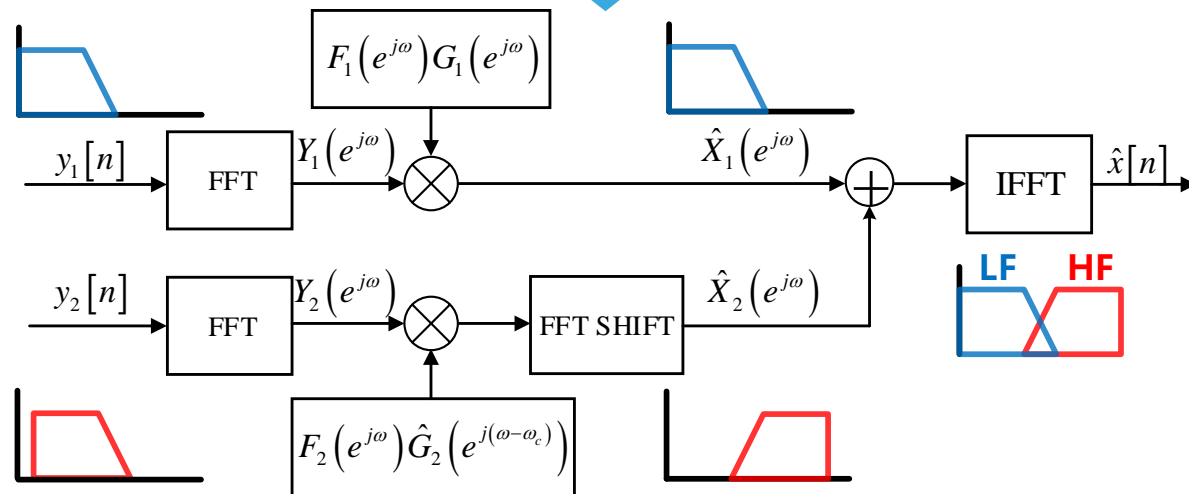 F₁(e^{jω})G₁(e^{jω})
y₁[n]
FFT
Y₁(e^{jω})
X̂₁(e^{jω})
IFFT
x̂[n]
y₂[n]
FFT
Y₂(e^{jω})
FFT SHIFT
X̂₂(e^{jω})
LF HF
F₂(e^{jω})Ĝ₂(e^{j(ω−ω_c)})